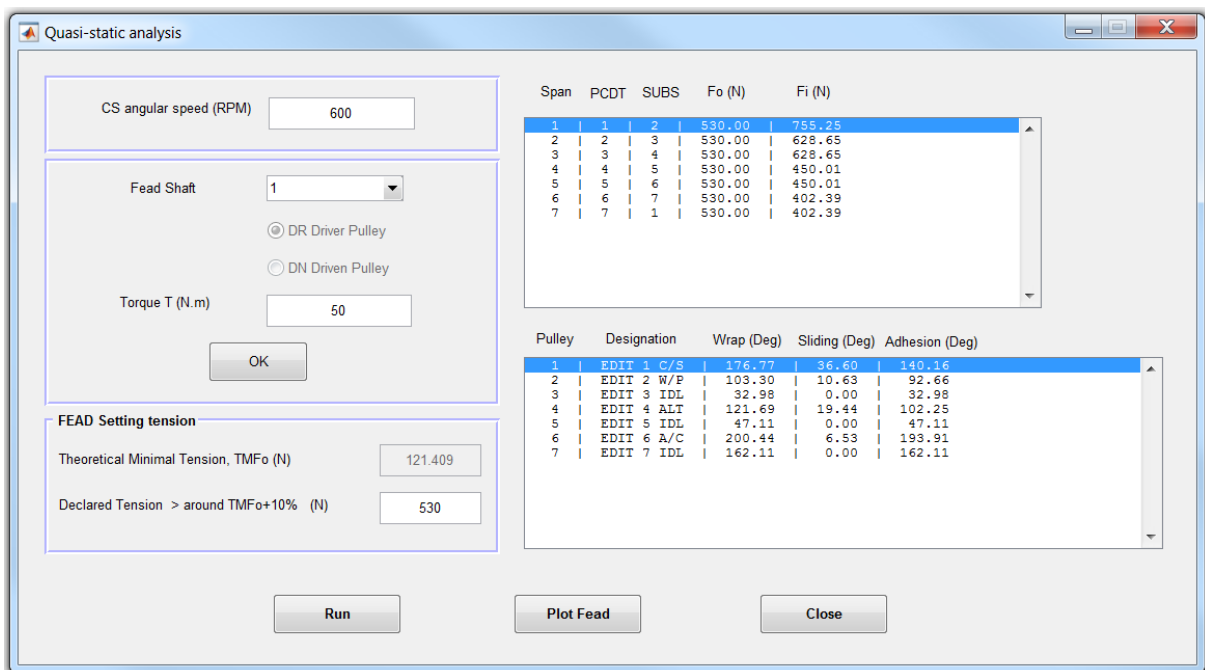 Quasi-static analysis
CS angular speed (RPM) 600
Fead Shaft 1
DR Driver Pulley
DN Driven Pulley
Torque T (N.m) 50
OK
FEAD Setting tension
Theoretical Minimal Tension, TMFo (N) 121.409
Declared Tension > around TMFo+10% (N) 530
Span PCDT SUBS Fo (N) Fi (N)
1 | 1 | 2 | 530.00 | 755.25
2 | 2 | 3 | 530.00 | 628.65
3 | 3 | 4 | 530.00 | 628.65
4 | 4 | 5 | 530.00 | 450.01
5 | 5 | 6 | 530.00 | 450.01
6 | 6 | 7 | 530.00 | 402.39
7 | 7 | 1 | 530.00 | 402.39
Pulley Designation Wrap (Deg) Sliding (Deg) Adhesion (Deg)
1 | EDIT 1 C/S | 176.77 | 36.60 | 140.16
2 | EDIT 2 W/P | 103.30 | 10.63 | 92.66
3 | EDIT 3 IDL | 32.98 | 0.00 | 32.98
4 | EDIT 4 ALT | 121.69 | 19.44 | 102.25
5 | EDIT 5 IDL | 47.11 | 0.00 | 47.11
6 | EDIT 6 A/C | 200.44 | 6.53 | 193.91
7 | EDIT 7 IDL | 162.11 | 0.00 | 162.11
Run Plot Fead Close